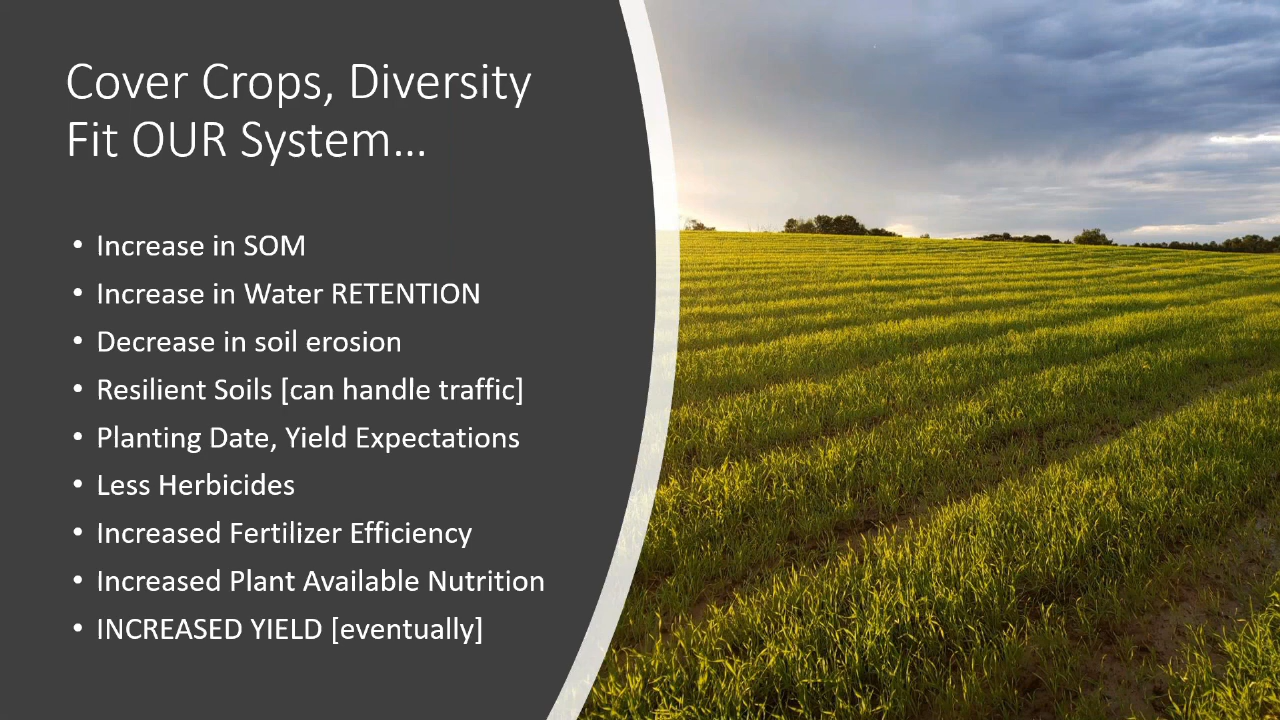 Cover Crops, Diversity
Fit OUR System...
• Increase in SOM
• Increase in Water RETENTION
• Decrease in soil erosion
• Resilient Soils [can handle traffic]
• Planting Date, Yield Expectations
• Less Herbicides
• Increased Fertilizer Efficiency
• Increased Plant Available Nutrition
• INCREASED YIELD [eventually]